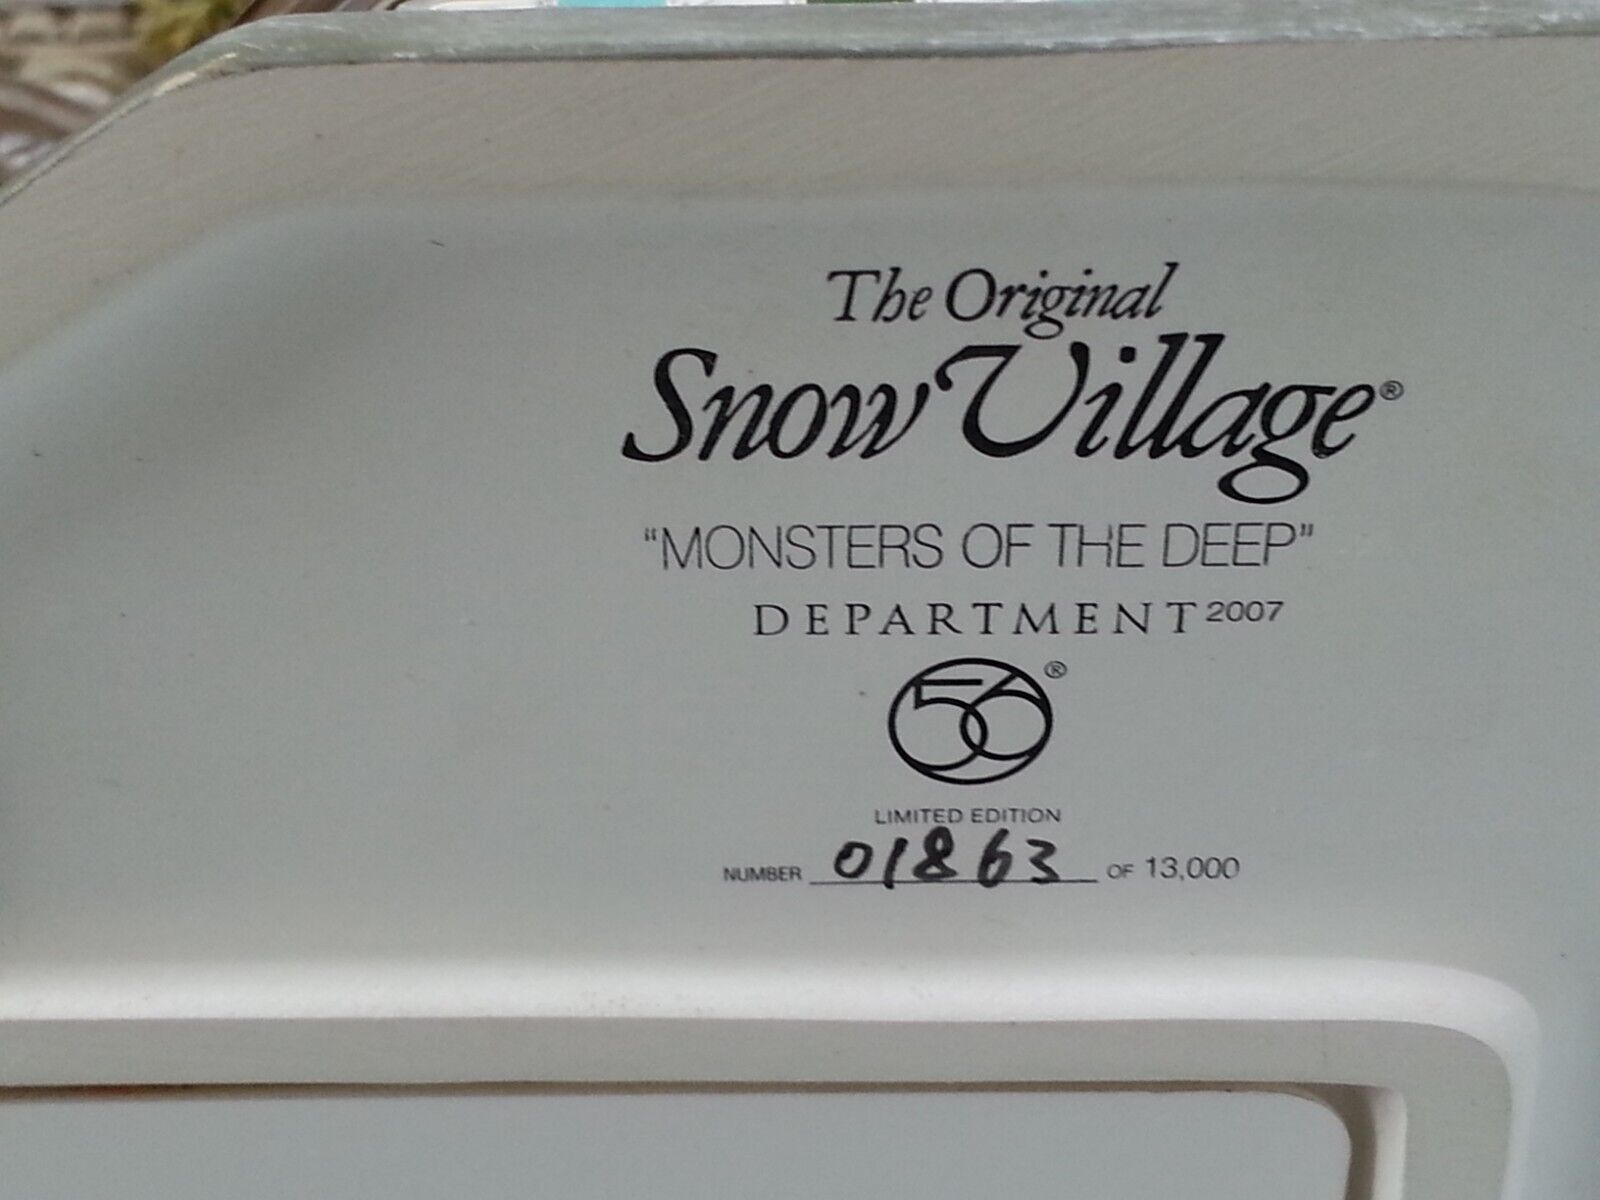 The Original
Snow Village®
"MONSTERS OF THE DEEP"
DEPARTMENT 2007
56®
LIMITED EDITION
NUMBER 01863 OF 13,000